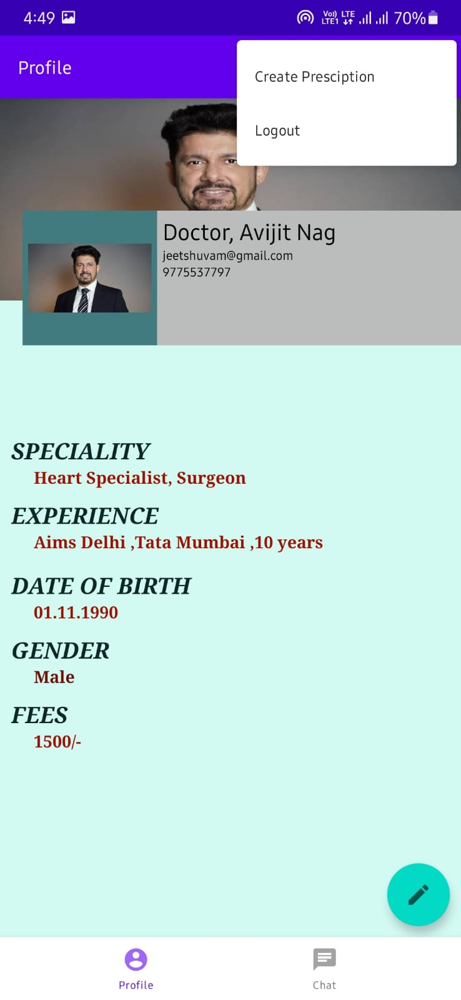 4:49 Vo)) LTE LTE1 70%
Profile
Create Presciption
Logout
Doctor, Avijit Nag
jeetshuvam@gmail.com
9775537797
SPECIALITY
Heart Specialist, Surgeon
EXPERIENCE
Aims Delhi ,Tata Mumbai ,10 years
DATE OF BIRTH
01.11.1990
GENDER
Male
FEES
1500/-
Profile
Chat